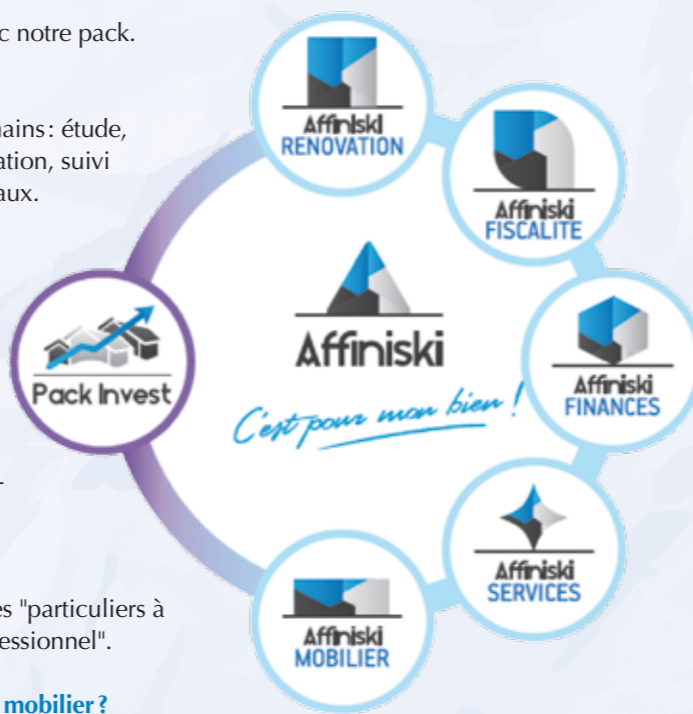 c notre pack.
ains : étude,
ation, suivi
aux.
es "particuliers à
essionnel".
mobilier ?
Affiniski
RENOVATION
Affiniski
FISCALITE
Affiniski
FINANCES
Affiniski
SERVICES
Affiniski
MOBILIER
Pack Invest
Affiniski
C'est pour mon bien !